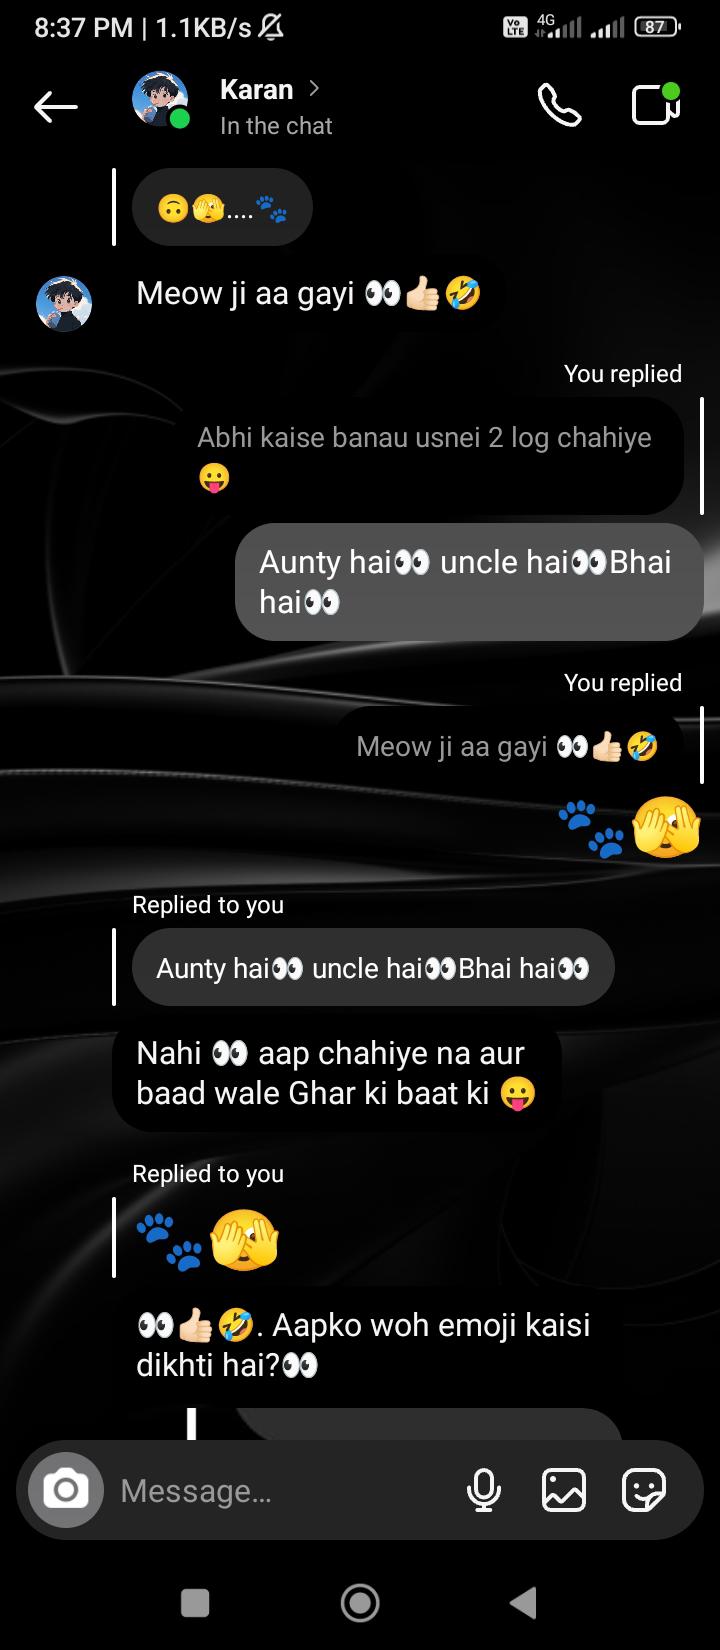 8:37 PM | 1.1KB/s
Vo LTE 4G 87
Karan
In the chat
🙃🫣....🐾
Meow ji aa gayi 👀👍🏻🤣
You replied
Abhi kaise banau usnei 2 log chahiye
😛
Aunty hai👀 uncle hai👀Bhai
hai👀
You replied
Meow ji aa gayi 👀👍🏻🤣
🐾🫣
Replied to you
Aunty hai👀 uncle hai👀Bhai hai👀
Nahi 👀 aap chahiye na aur
baad wale Ghar ki baat ki 😛
Replied to you
🐾🫣
👀👍🏻🤣. Aapko woh emoji kaisi
dikhti hai?👀
Message...